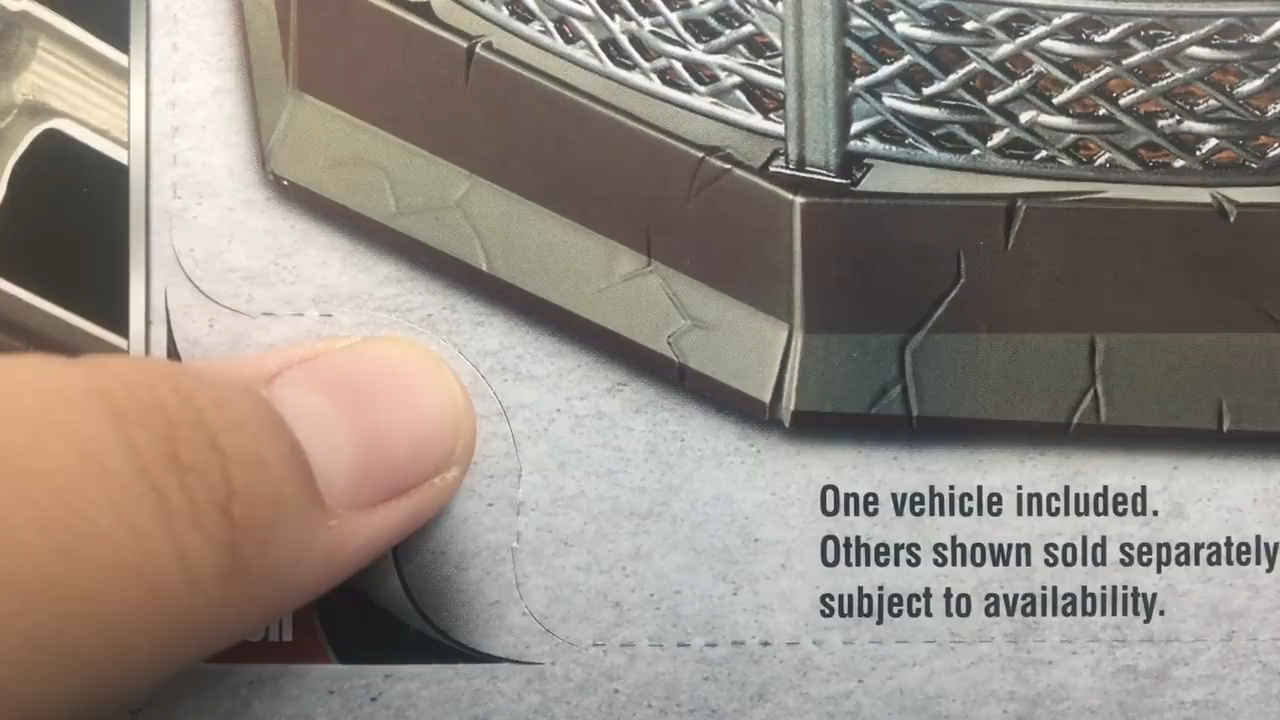 One vehicle included.
Others shown sold separately
subject to availability.